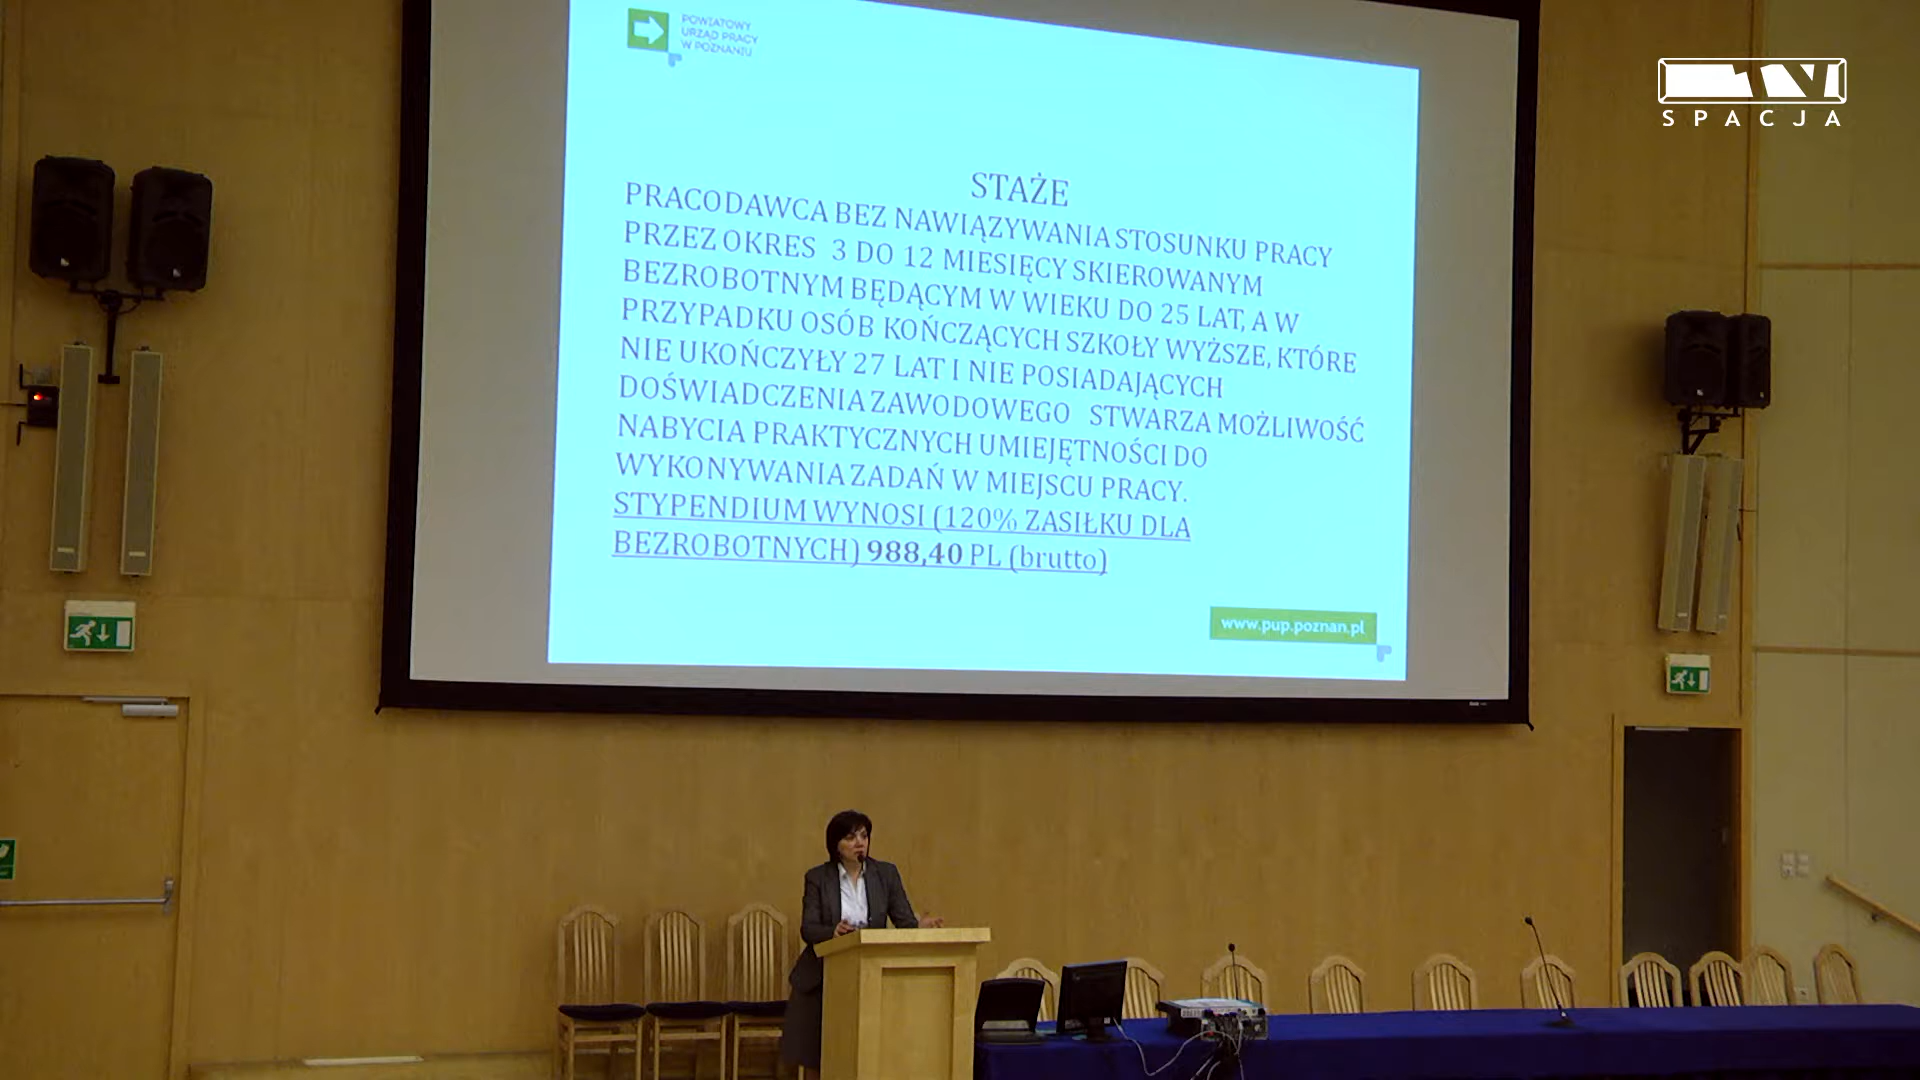 POWIATOWY
URZĄD PRACY
W POZNANIU
SPACJA
STAŻE
PRACODAWCA BEZ NAWIĄZYWANIA STOSUNKU PRACY
PRZEZ OKRES 3 DO 12 MIESIĘCY SKIEROWANYM
BEZROBOTNYM BĘDĄCYM W WIEKU DO 25 LAT, A W
PRZYPADKU OSÓB KOŃCZĄCYCH SZKOŁY WYŻSZE, KTÓRE
NIE UKOŃCZYŁY 27 LAT I NIE POSIADAJĄCYCH
DOŚWIADCZENIA ZAWODOWEGO STWARZA MOŻLIWOŚĆ
NABYCIA PRAKTYCZNYCH UMIEJĘTNOŚCI DO
WYKONYWANIA ZADAŃ W MIEJSCU PRACY.
STYPENDIUM WYNOSI (120% ZASIŁKU DLA
BEZROBOTNYCH) 988,40 PL (brutto)
www.pup.poznan.pl